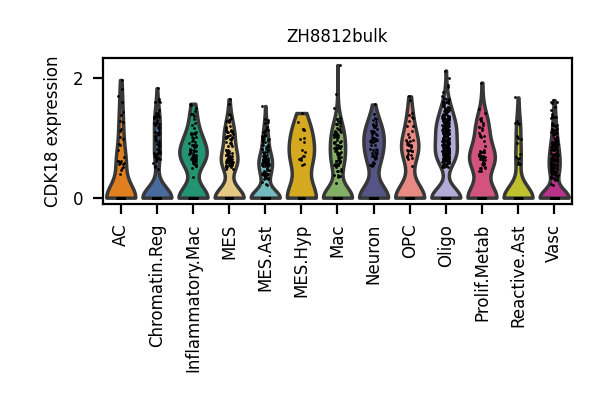 ZH8812bulk
CDK18 expression
2
0
AC
Chromatin.Reg
Inflammatory.Mac
MES
MES.Ast
MES.Hyp
Mac
Neuron
OPC
Oligo
Prolif.Metab
Reactive.Ast
Vasc